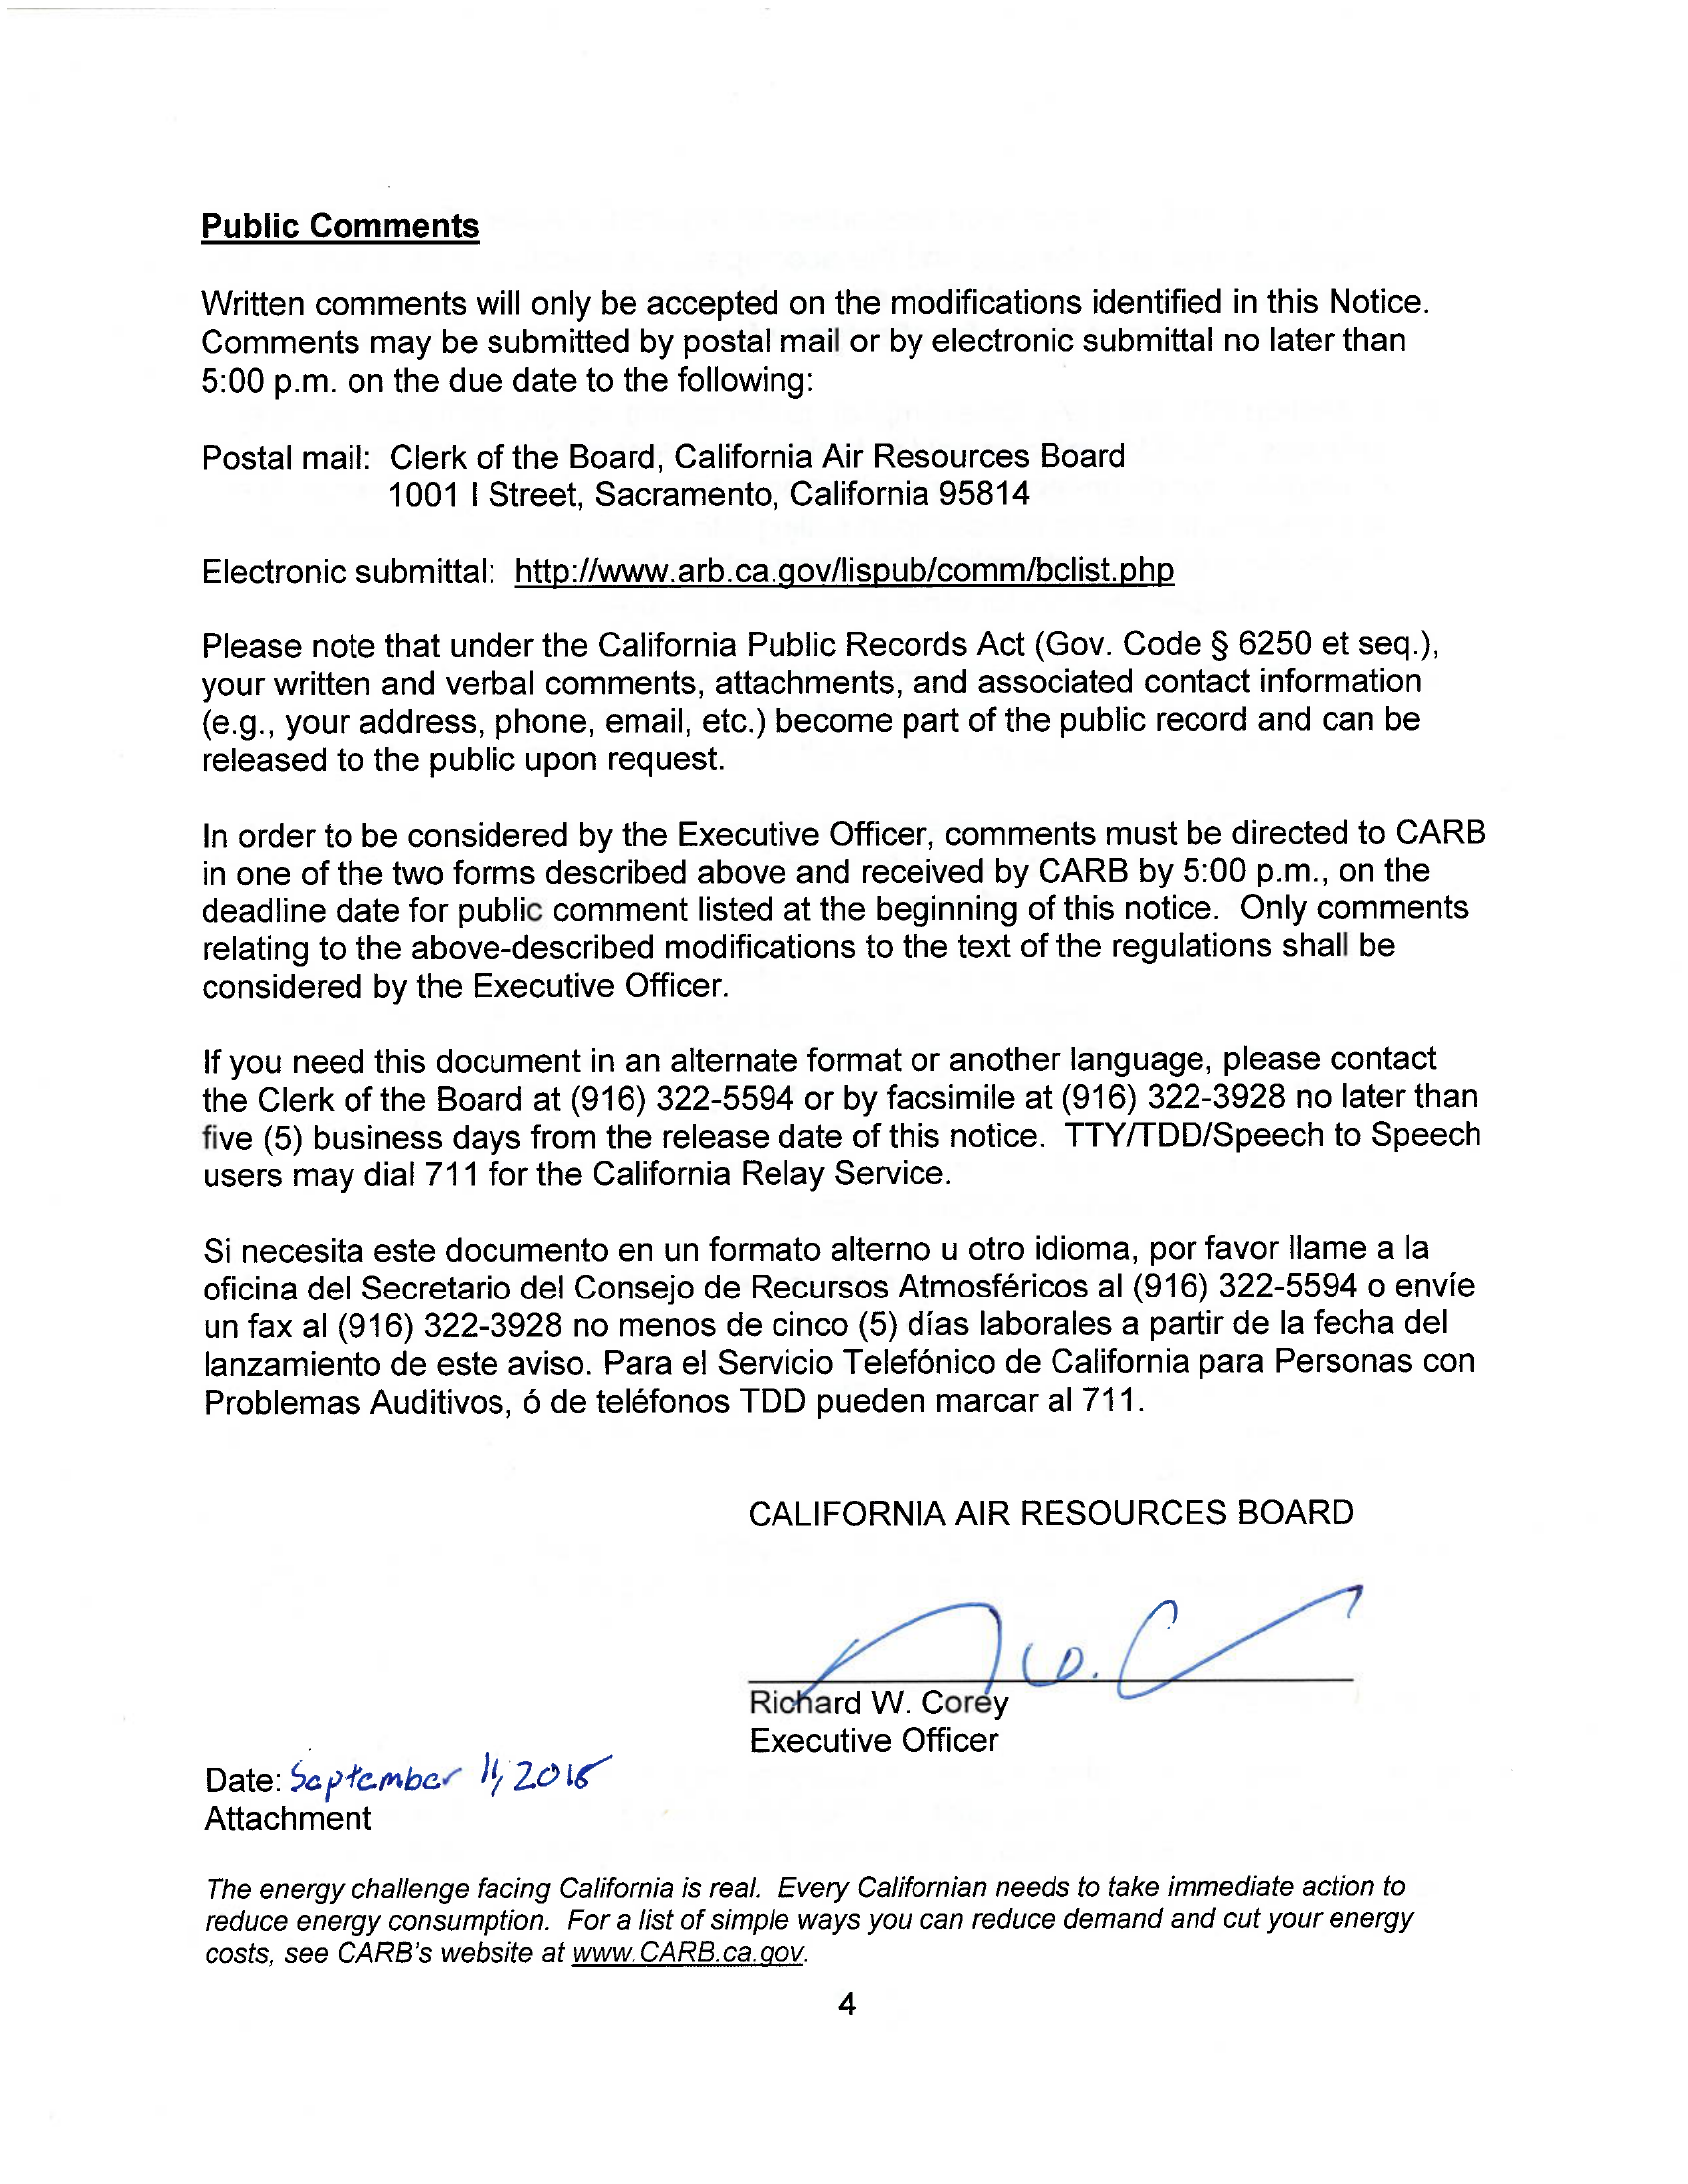 Public Comments
Written comments will only be accepted on the modifications identified in this Notice.
Comments may be submitted by postal mail or by electronic submittal no later than
5:00 p.m. on the due date to the following:
Postal mail: Clerk of the Board, California Air Resources Board
1001 I Street, Sacramento, California 95814
Electronic submittal: http://www.arb.ca.gov/lispub/comm/bclist.php
Please note that under the California Public Records Act (Gov. Code § 6250 et seq.),
your written and verbal comments, attachments, and associated contact information
(e.g., your address, phone, email, etc.) become part of the public record and can be
released to the public upon request.
In order to be considered by the Executive Officer, comments must be directed to CARB
in one of the two forms described above and received by CARB by 5:00 p.m., on the
deadline date for public comment listed at the beginning of this notice. Only comments
relating to the above-described modifications to the text of the regulations shall be
considered by the Executive Officer.
If you need this document in an alternate format or another language, please contact
the Clerk of the Board at (916) 322-5594 or by facsimile at (916) 322-3928 no later than
five (5) business days from the release date of this notice. TTY/TDD/Speech to Speech
users may dial 711 for the California Relay Service.
Si necesita este documento en un formato alterno u otro idioma, por favor llame a la
oficina del Secretario del Consejo de Recursos Atmosféricos al (916) 322-5594 o envíe
un fax al (916) 322-3928 no menos de cinco (5) días laborales a partir de la fecha del
lanzamiento de este aviso. Para el Servicio Telefónico de California para Personas con
Problemas Auditivos, ó de teléfonos TDD pueden marcar al 711.
CALIFORNIA AIR RESOURCES BOARD
Richard W. Corey
Executive Officer
Date: September 11, 2018
Attachment
The energy challenge facing California is real. Every Californian needs to take immediate action to
reduce energy consumption. For a list of simple ways you can reduce demand and cut your energy
costs, see CARB's website at www.CARB.ca.gov.
4